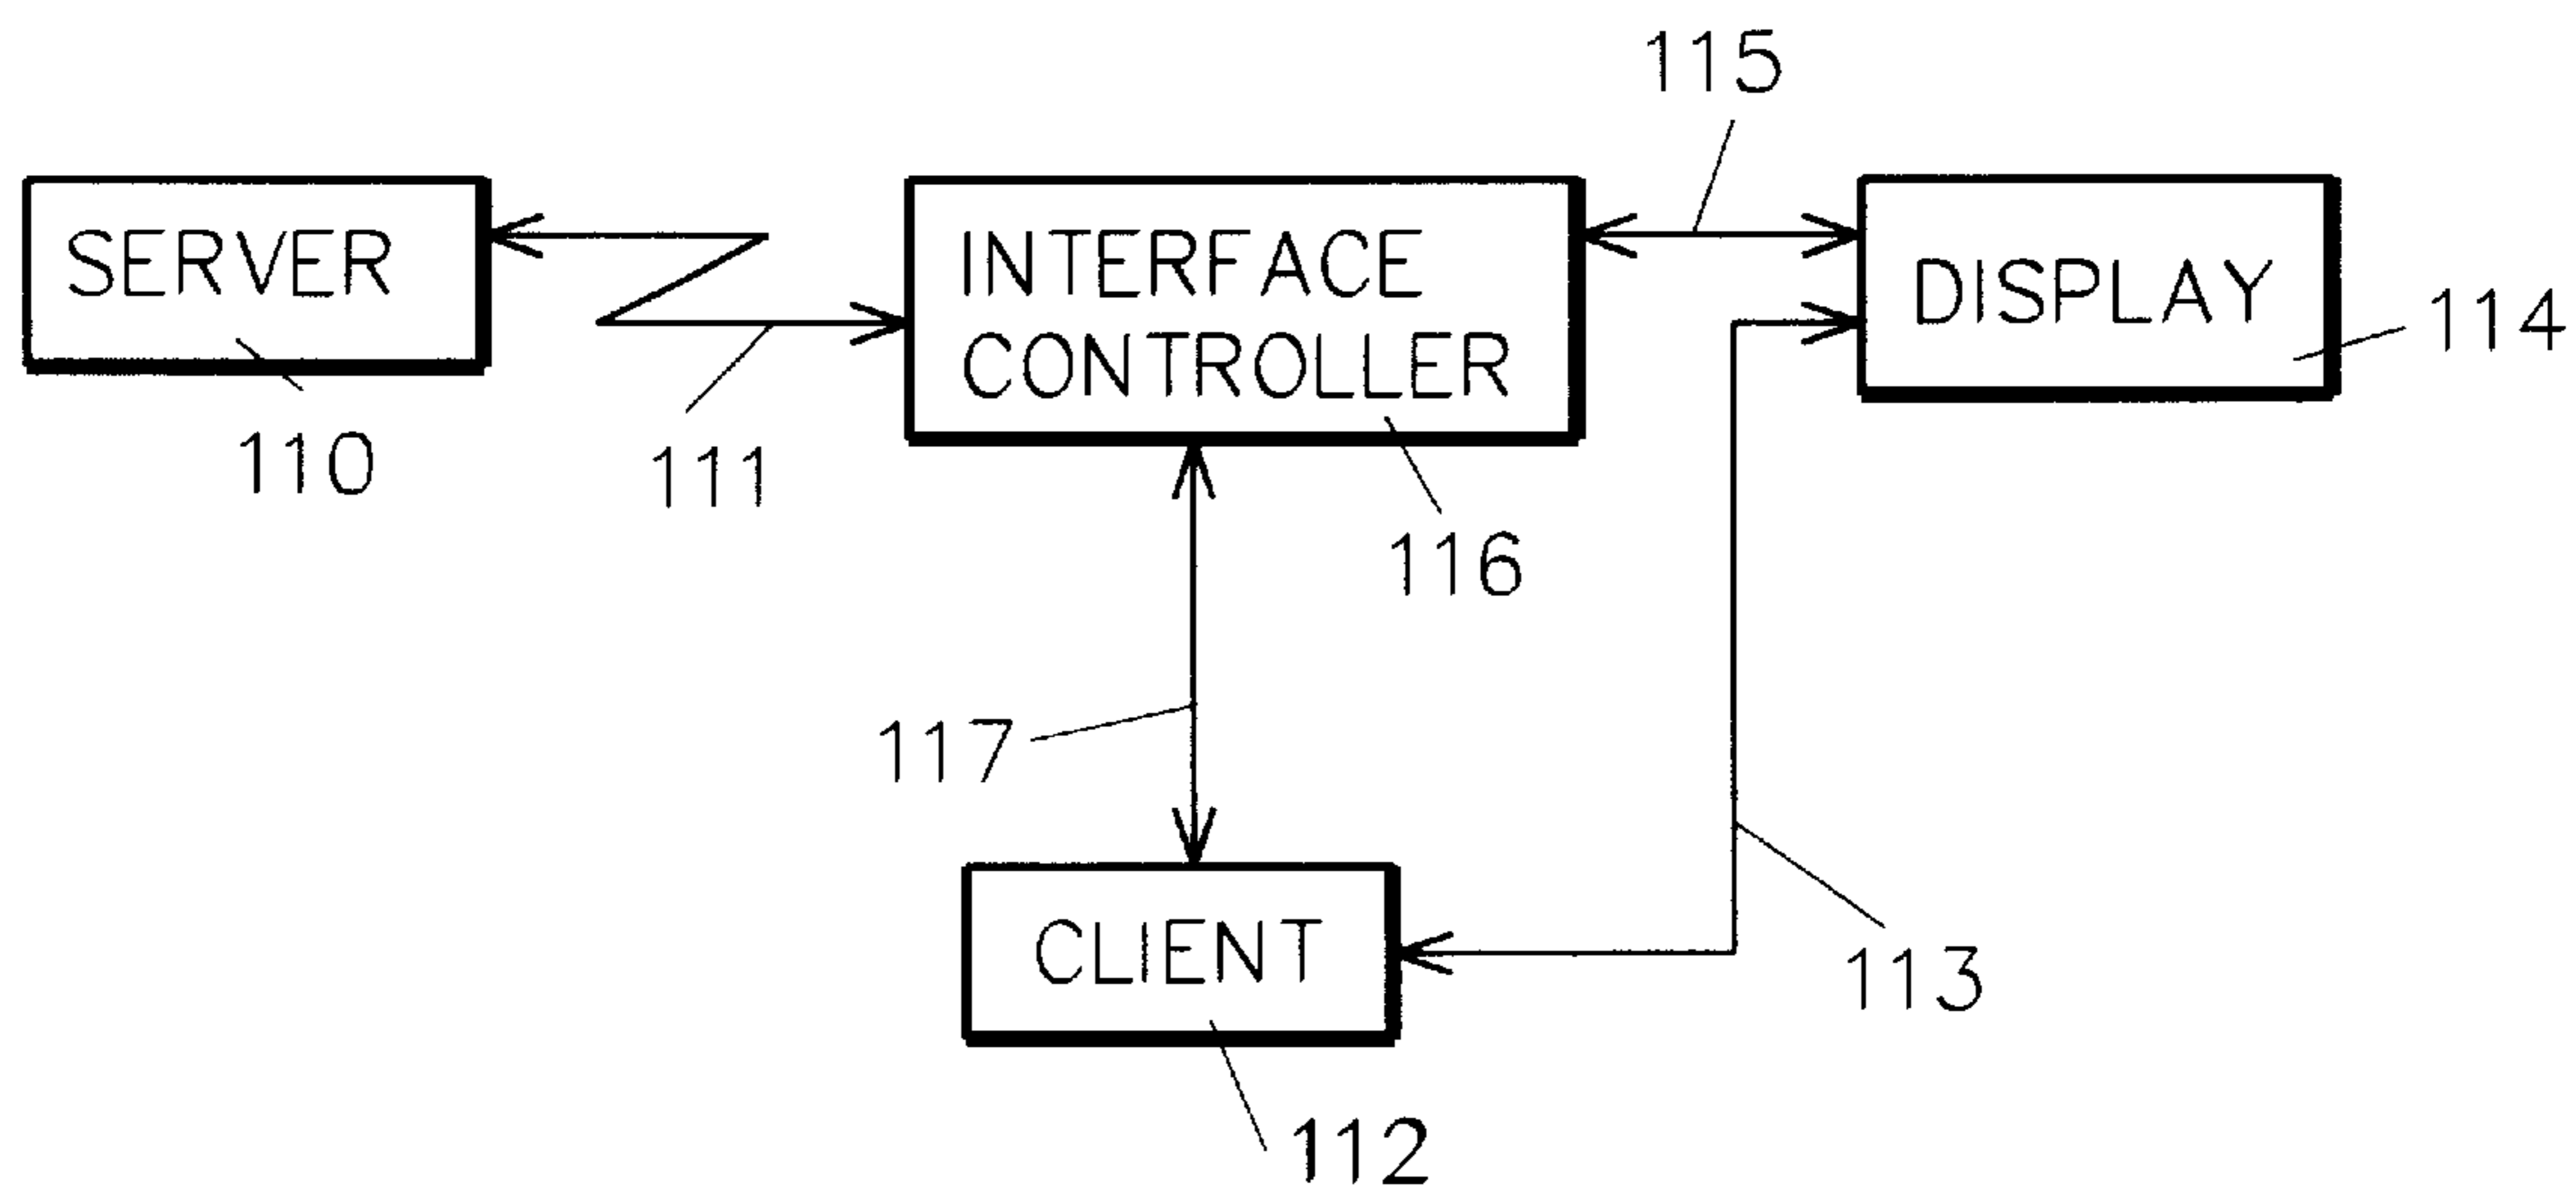 115
SERVER
INTERFACE
CONTROLLER
DISPLAY
114
110
111
116
117
CLIENT
113
112